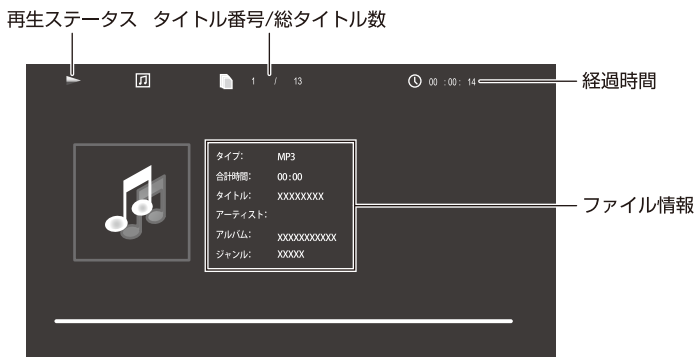 再生ステータス タイトル番号/総タイトル数
1 / 13 00 : 00 : 14 経過時間
タイプ: MP3
合計時間: 00:00
タイトル: XXXXXXXX
アーティスト:
アルバム: XXXXXXXXXXX
ジャンル: XXXXX
ファイル情報